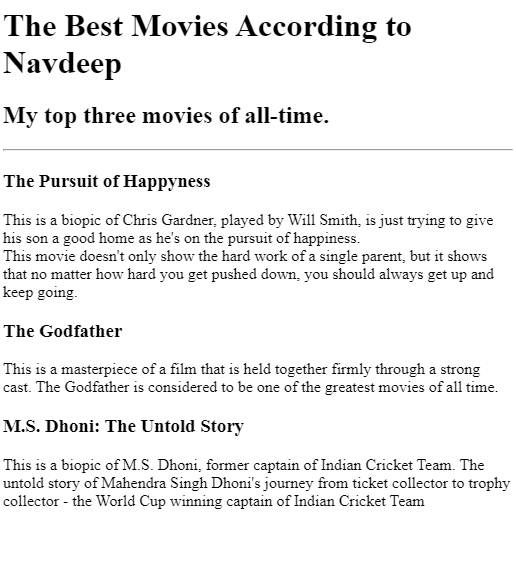 The Best Movies According to
Navdeep
My top three movies of all-time.
The Pursuit of Happyness
This is a biopic of Chris Gardner, played by Will Smith, is just trying to give
his son a good home as he's on the pursuit of happiness.
This movie doesn't only show the hard work of a single parent, but it shows
that no matter how hard you get pushed down, you should always get up and
keep going.
The Godfather
This is a masterpiece of a film that is held together firmly through a strong
cast. The Godfather is considered to be one of the greatest movies of all time.
M.S. Dhoni: The Untold Story
This is a biopic of M.S. Dhoni, former captain of Indian Cricket Team. The
untold story of Mahendra Singh Dhoni's journey from ticket collector to trophy
collector - the World Cup winning captain of Indian Cricket Team